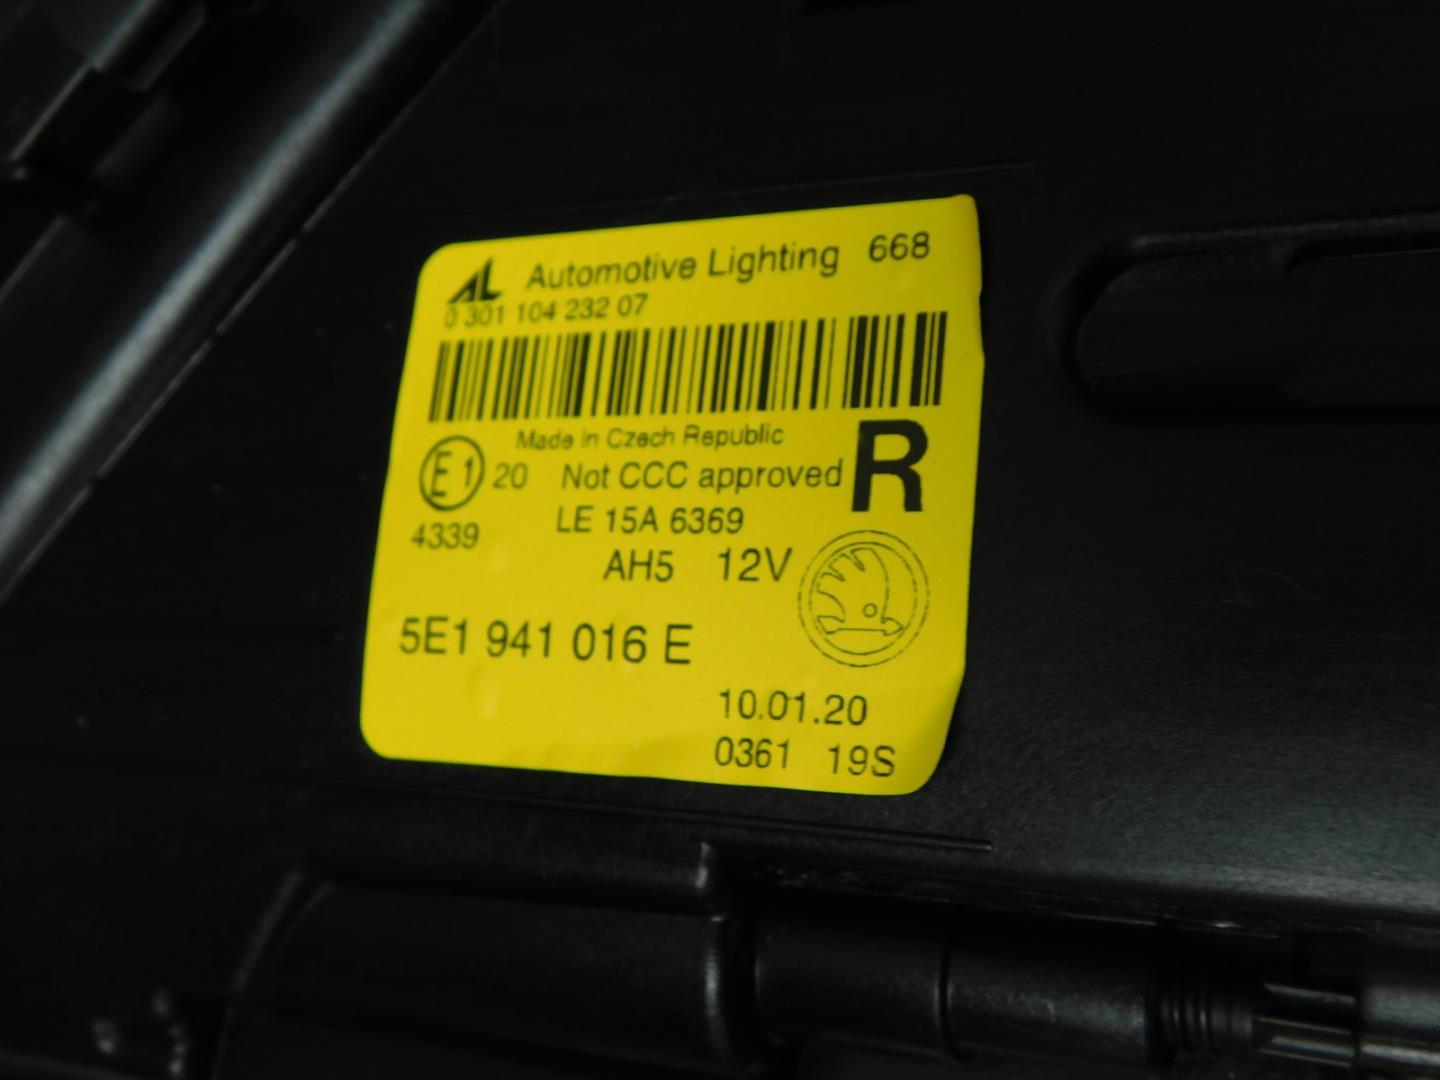 AL Automotive Lighting 668
0 301 104 232 07
Made in Czech Republic
E1 20 Not CCC approved R
4339 LE 15A 6369
AH5 12V
5E1 941 016 E
10.01.20
0361 19S